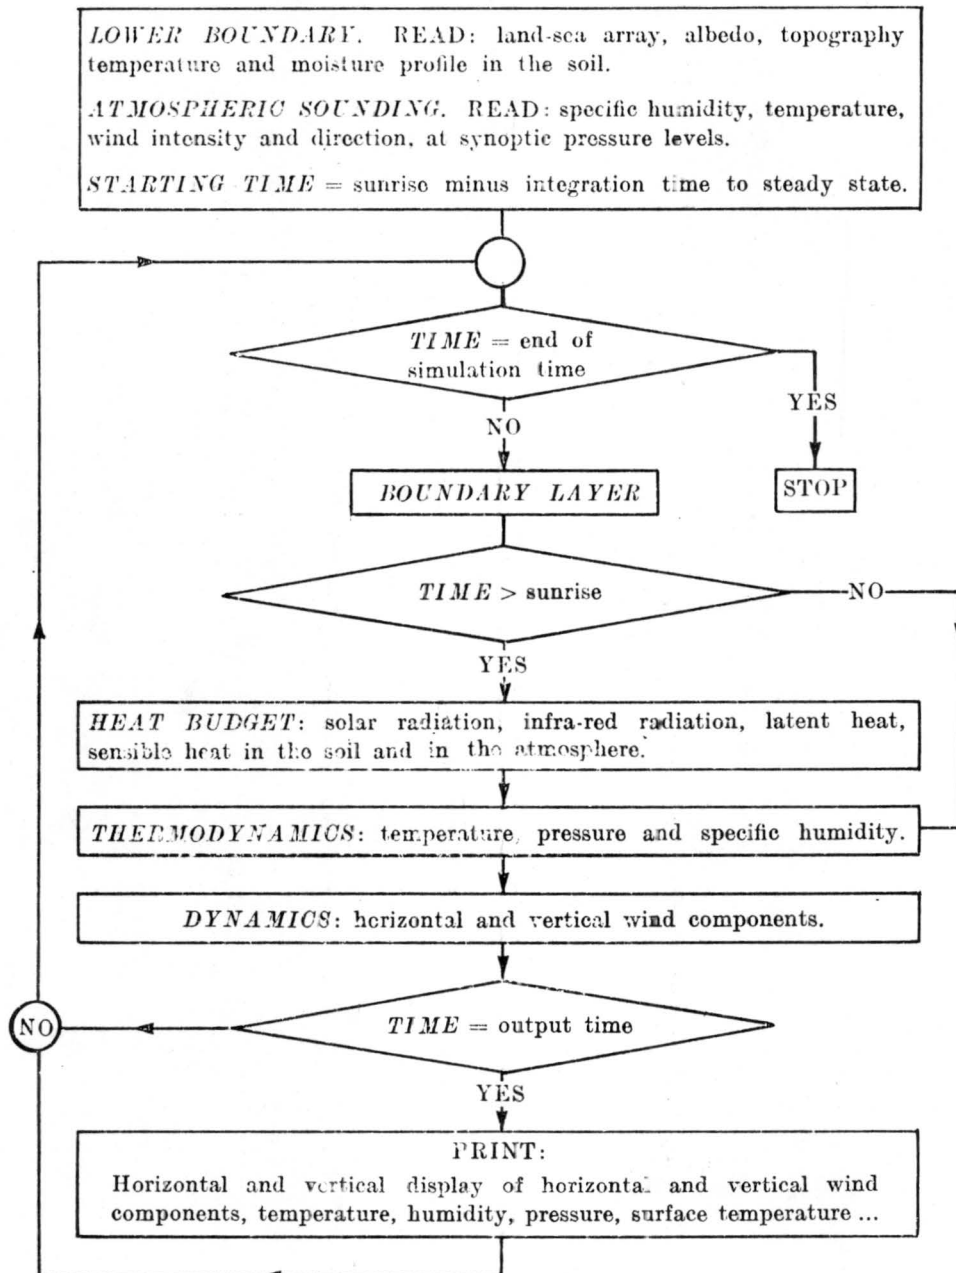 LOWER BOUNDARY. READ: land-sea array, albedo, topography
temperature and moisture profile in the soil.
ATMOSPHERIC SOUNDING. READ: specific humidity, temperature,
wind intensity and direction, at synoptic pressure levels.
STARTING TIME = sunrise minus integration time to steady state.
TIME = end of
simulation time
YES
NO
BOUNDARY LAYER
STOP
TIME > sunrise
NO
YES
HEAT BUDGET: solar radiation, infra-red radiation, latent heat,
sensible heat in the soil and in the atmosphere.
THERMODYNAMICS: temperature, pressure and specific humidity.
DYNAMICS: horizontal and vertical wind components.
NO
TIME = output time
YES
PRINT:
Horizontal and vertical display of horizontal and vertical wind
components, temperature, humidity, pressure, surface temperature ...